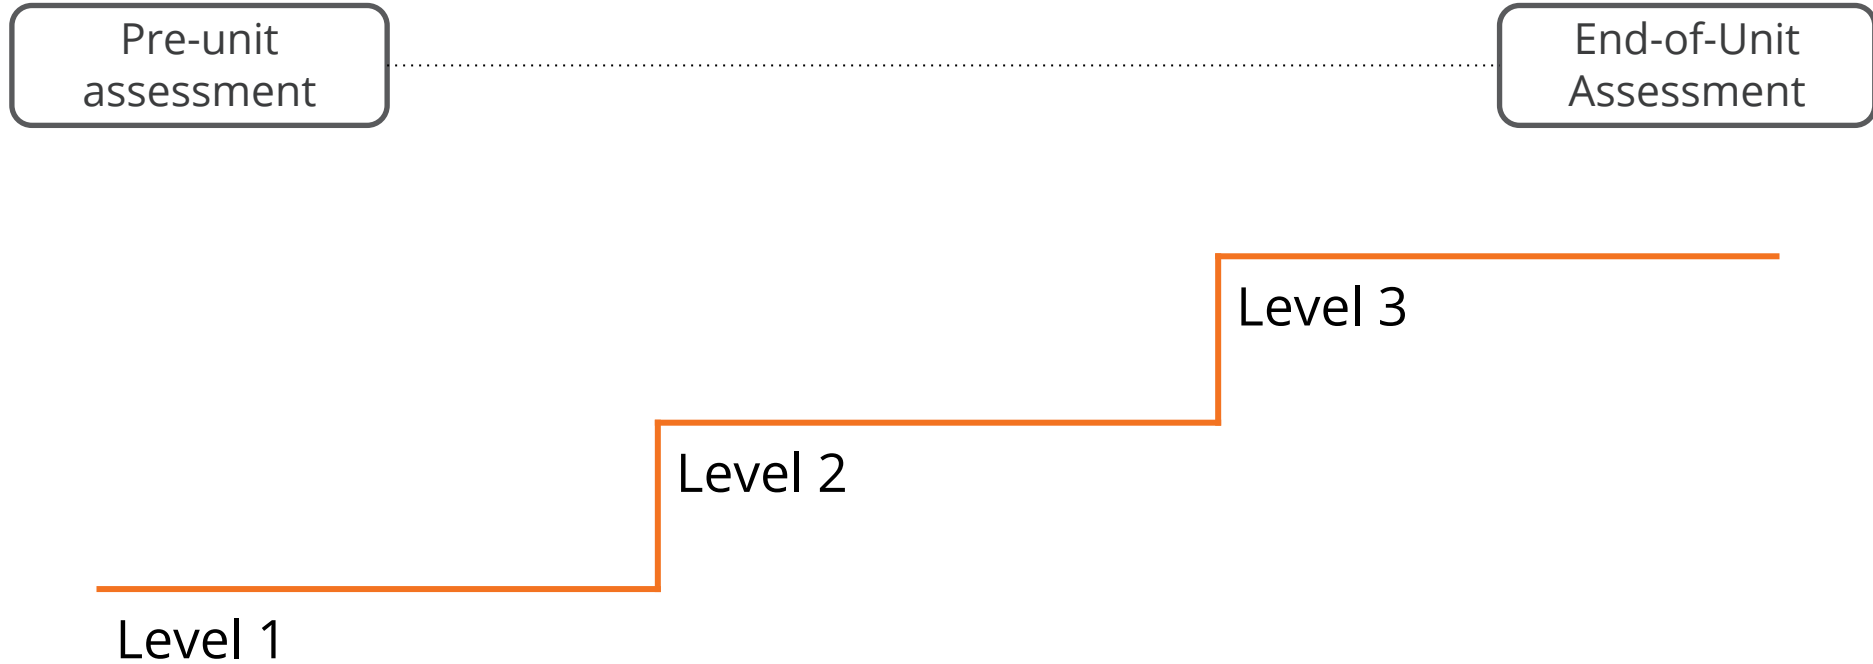 Pre-unit
assessment
End-of-Unit
Assessment
Level 3
Level 2
Level 1